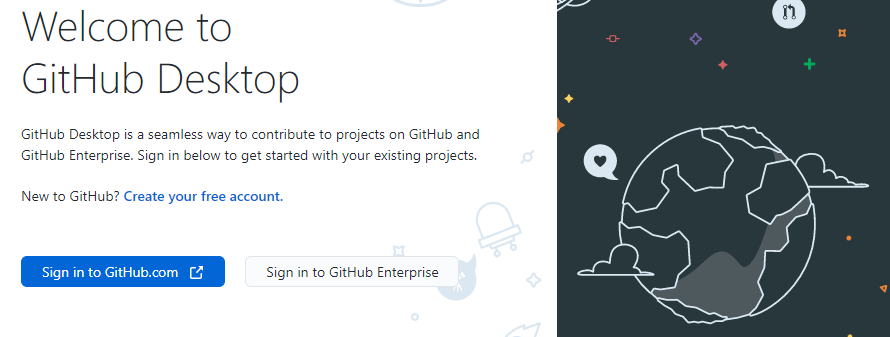 Welcome to
GitHub Desktop
GitHub Desktop is a seamless way to contribute to projects on GitHub and
GitHub Enterprise. Sign in below to get started with your existing projects.
New to GitHub? Create your free account.
Sign in to GitHub.com
Sign in to GitHub Enterprise